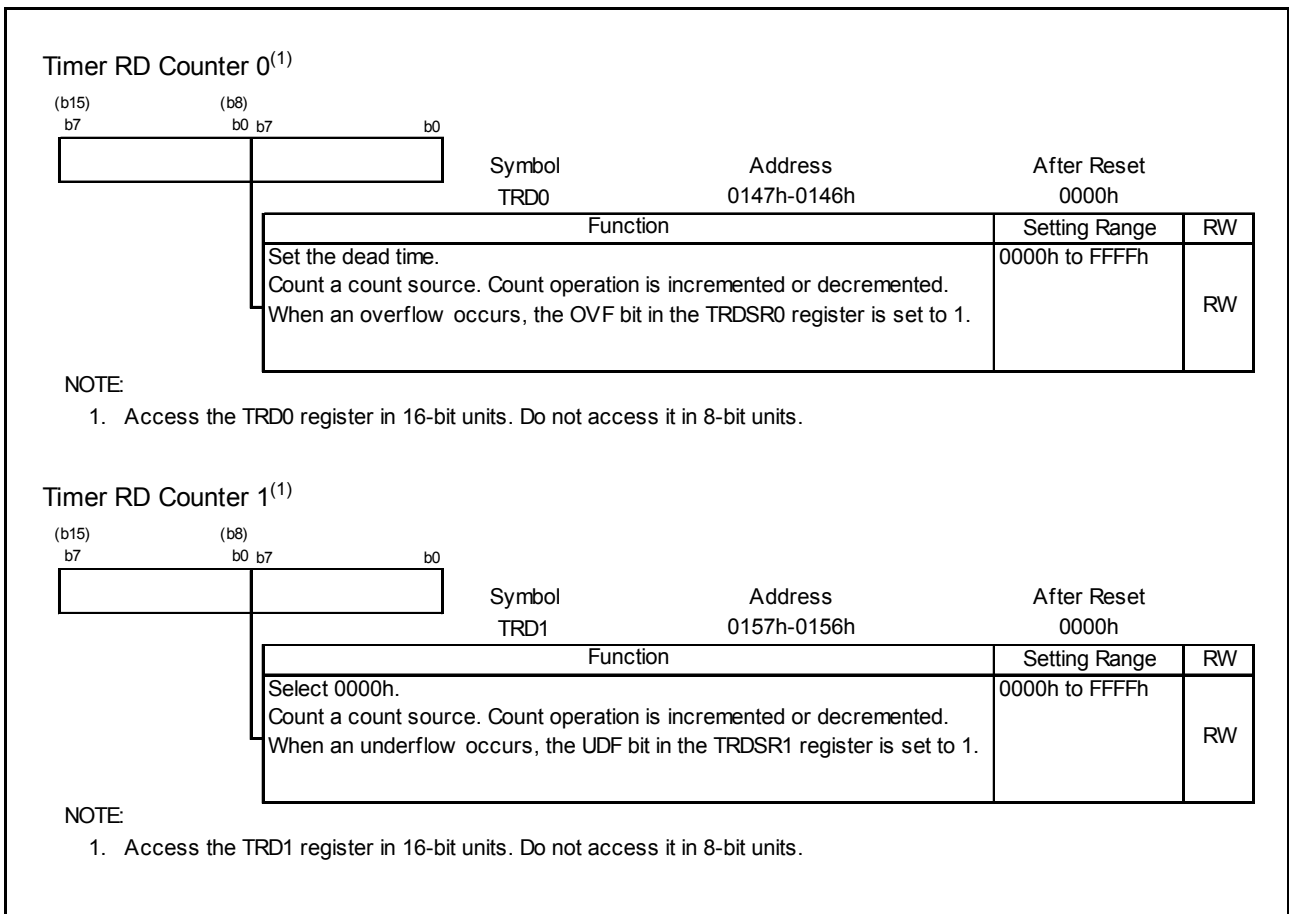 Timer RD Counter 0(1)
(b15) (b8)
b7 b0 b7 b0
Symbol Address After Reset
TRD0 0147h-0146h 0000h
Function Setting Range RW
Set the dead time. 0000h to FFFFh
Count a count source. Count operation is incremented or decremented.
When an overflow occurs, the OVF bit in the TRDSR0 register is set to 1. RW
NOTE:
1. Access the TRD0 register in 16-bit units. Do not access it in 8-bit units.
Timer RD Counter 1(1)
(b15) (b8)
b7 b0 b7 b0
Symbol Address After Reset
TRD1 0157h-0156h 0000h
Function Setting Range RW
Select 0000h. 0000h to FFFFh
Count a count source. Count operation is incremented or decremented.
When an underflow occurs, the UDF bit in the TRDSR1 register is set to 1. RW
NOTE:
1. Access the TRD1 register in 16-bit units. Do not access it in 8-bit units.